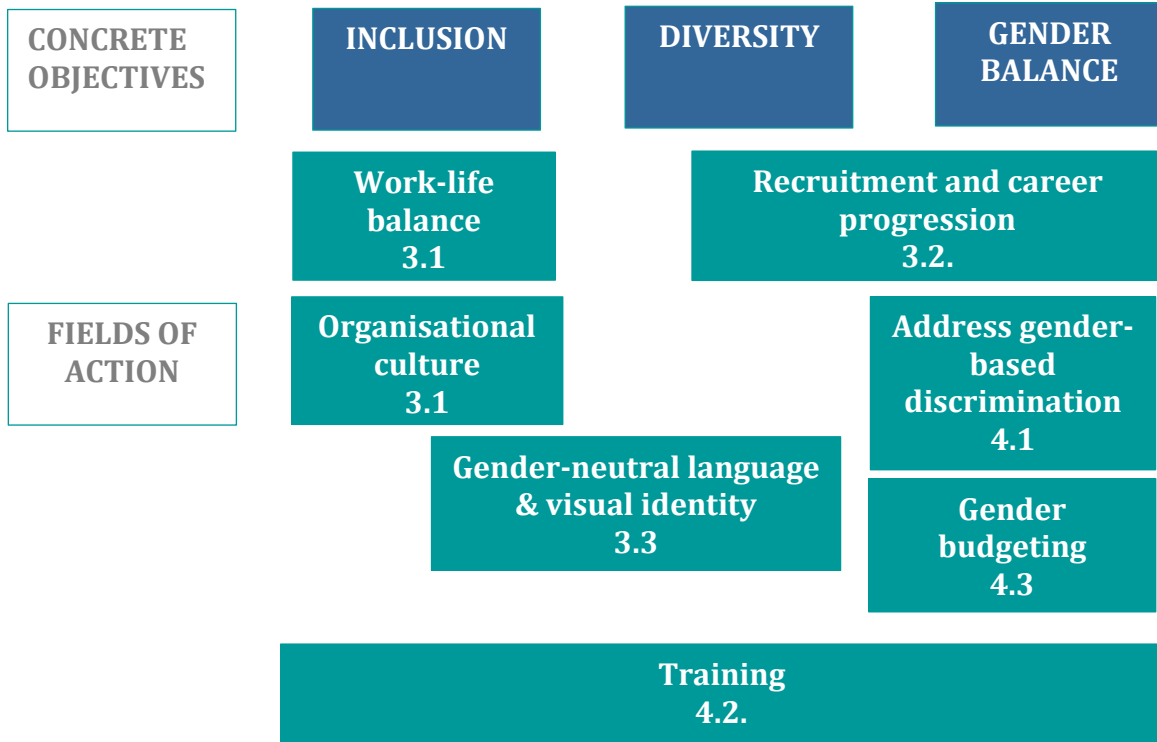 CONCRETE
OBJECTIVES
INCLUSION
DIVERSITY
GENDER
BALANCE
Work-life
balance
3.1
Recruitment and career
progression
3.2.
FIELDS OF
ACTION
Organisational
culture
3.1
Address gender-
based
discrimination
4.1
Gender-neutral language
& visual identity
3.3
Gender
budgeting
4.3
Training
4.2.